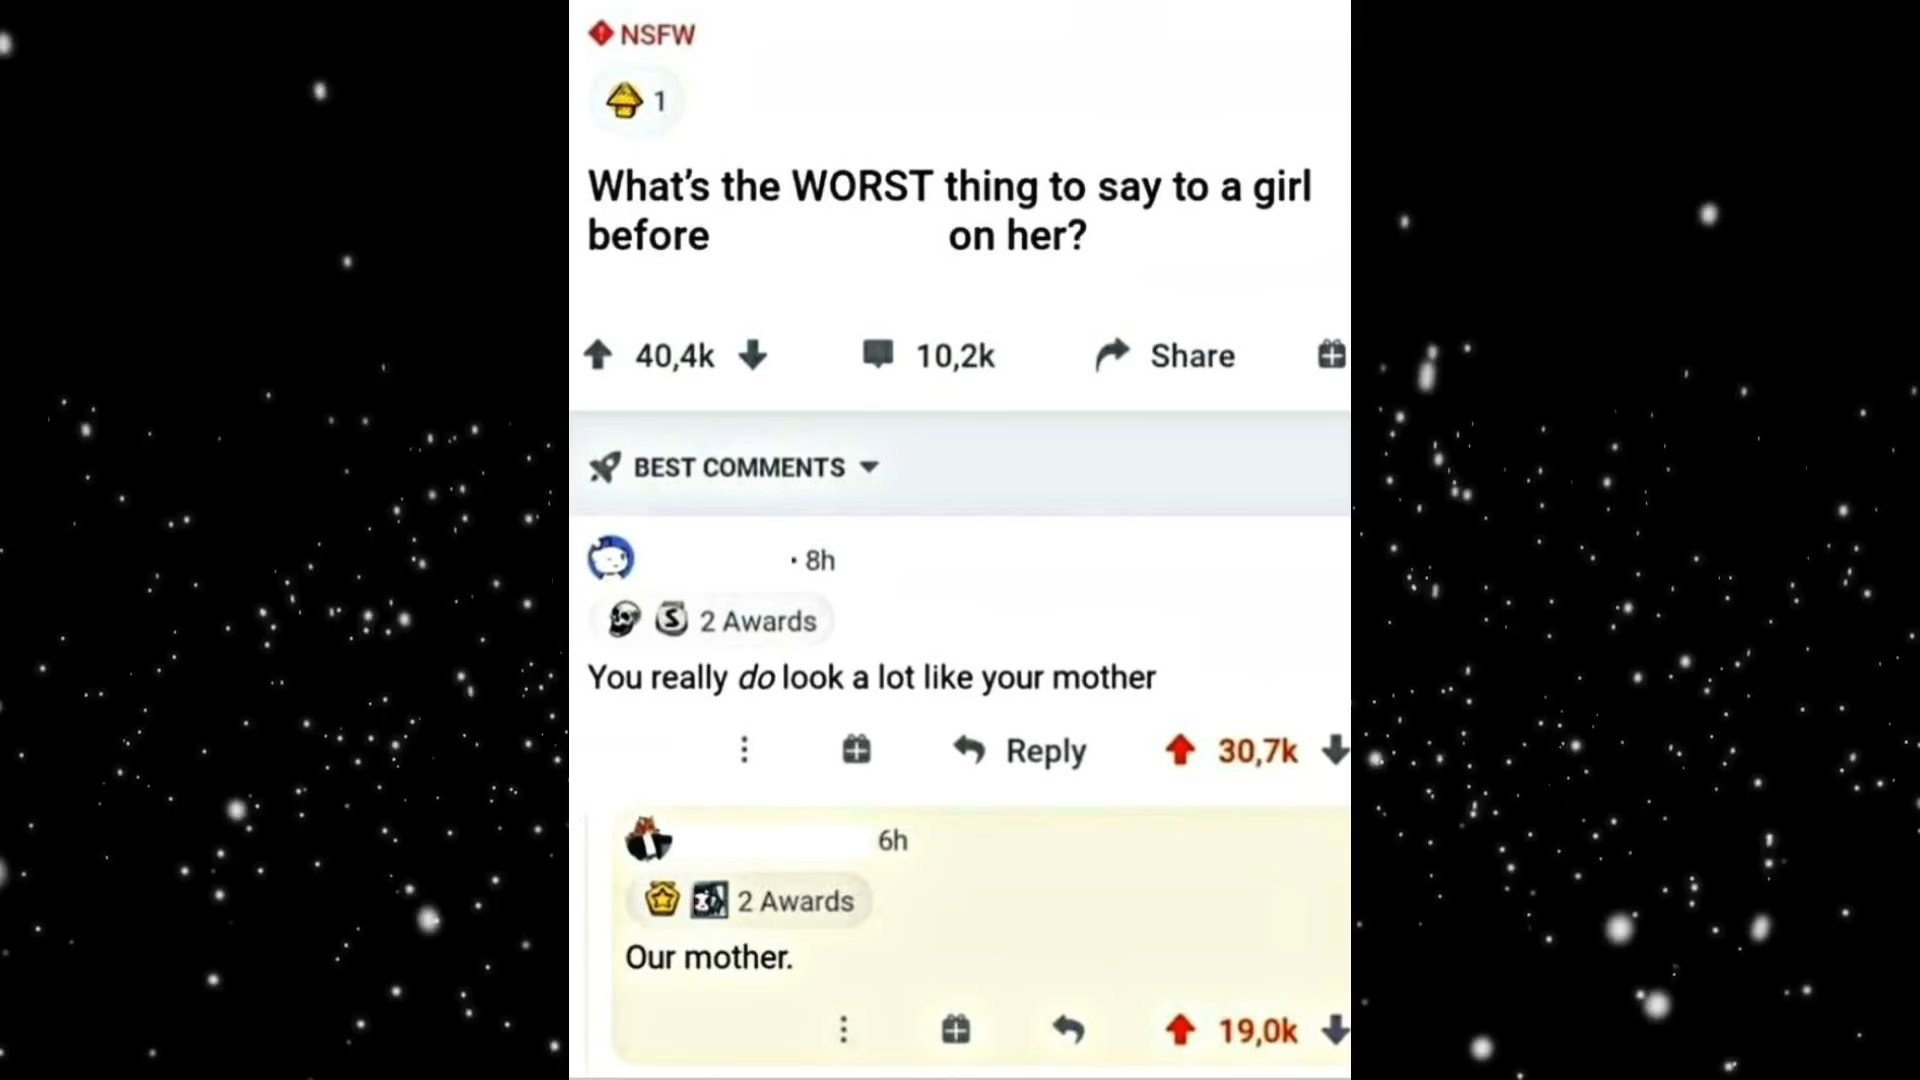 NSFW
1
What's the WORST thing to say to a girl
before on her?
40,4k 10,2k Share
BEST COMMENTS
• 8h
2 Awards
You really do look a lot like your mother
Reply 30,7k
6h
2 Awards
Our mother.
19,0k